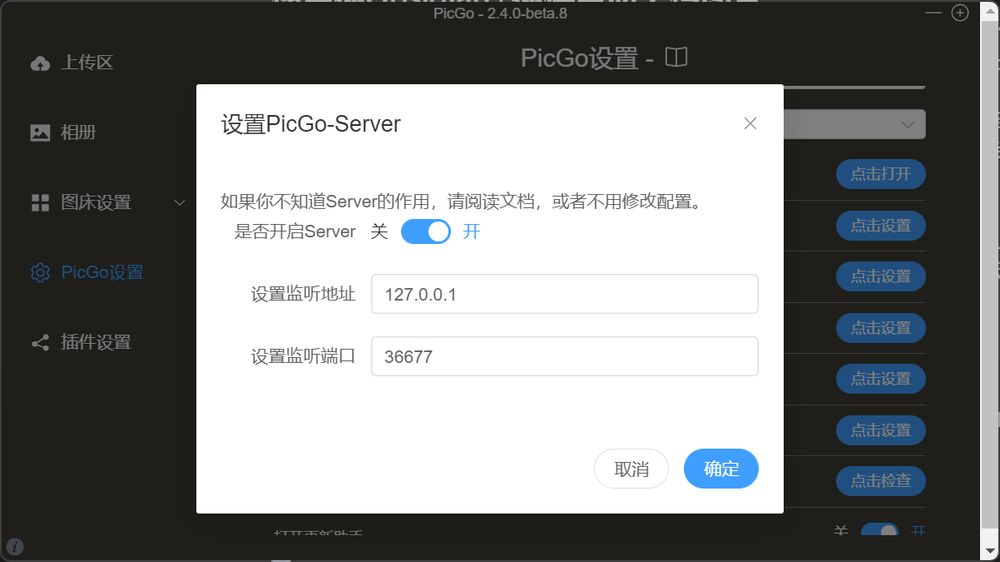 PicGo - 2.4.0-beta.8
上传区
相册
图床设置
PicGo设置
插件设置
PicGo设置 -
设置PicGo-Server
如果你不知道Server的作用，请阅读文档，或者不用修改配置。
是否开启Server 关 开
设置监听地址 127.0.0.1
设置监听端口 36677
取消 确定
点击打开
点击设置
点击设置
点击设置
点击设置
点击设置
点击检查
打开更新助手 关 开